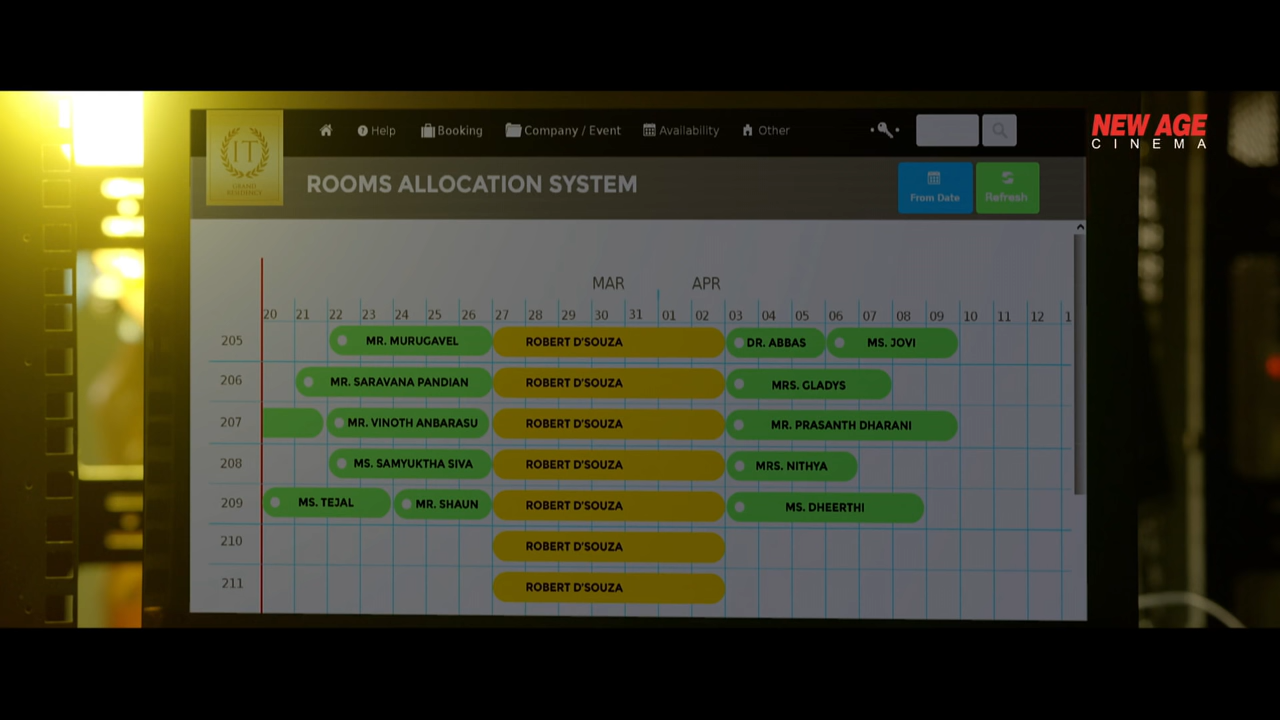 NEW AGE
CINEMA
IT
GRAND
RESIDENCY
Help Booking Company / Event Availability Other
ROOMS ALLOCATION SYSTEM
From Date Refresh
MAR APR
20 21 22 23 24 25 26 27 28 29 30 31 01 02 03 04 05 06 07 08 09 10 11 12 1
205 MR. MURUGAVEL ROBERT D'SOUZA DR. ABBAS MS. JOVI
206 MR. SARAVANA PANDIAN ROBERT D'SOUZA MRS. GLADYS
207 MR. VINOTH ANBARASU ROBERT D'SOUZA MR. PRASANTH DHARANI
208 MS. SAMYUKTHA SIVA ROBERT D'SOUZA MRS. NITHYA
209 MS. TEJAL MR. SHAUN ROBERT D'SOUZA MS. DHEERTHI
210 ROBERT D'SOUZA
211 ROBERT D'SOUZA